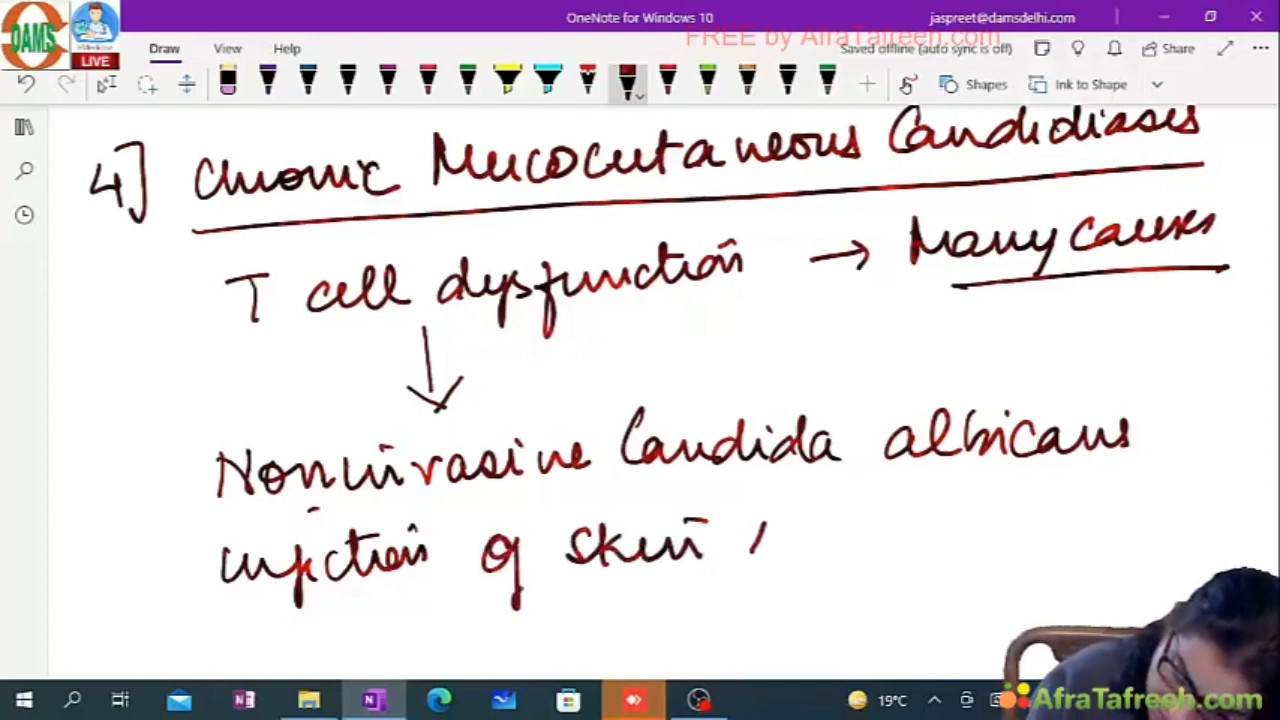 DAMS
eMedicoz
LIVE
OneNote for Windows 10
jaspreet@damsdelhi.com
FREE by AfraTafreeh.com
Draw
View
Help
Saved offline (auto sync is off)
Share
Shapes
Ink to Shape
4] Chronic Mucocutaneous Candidiasis
T cell dysfunction → Many causes
↓
Noninvasive Candida albicans
infection of skin /
19°C
AfraTafreeh.com